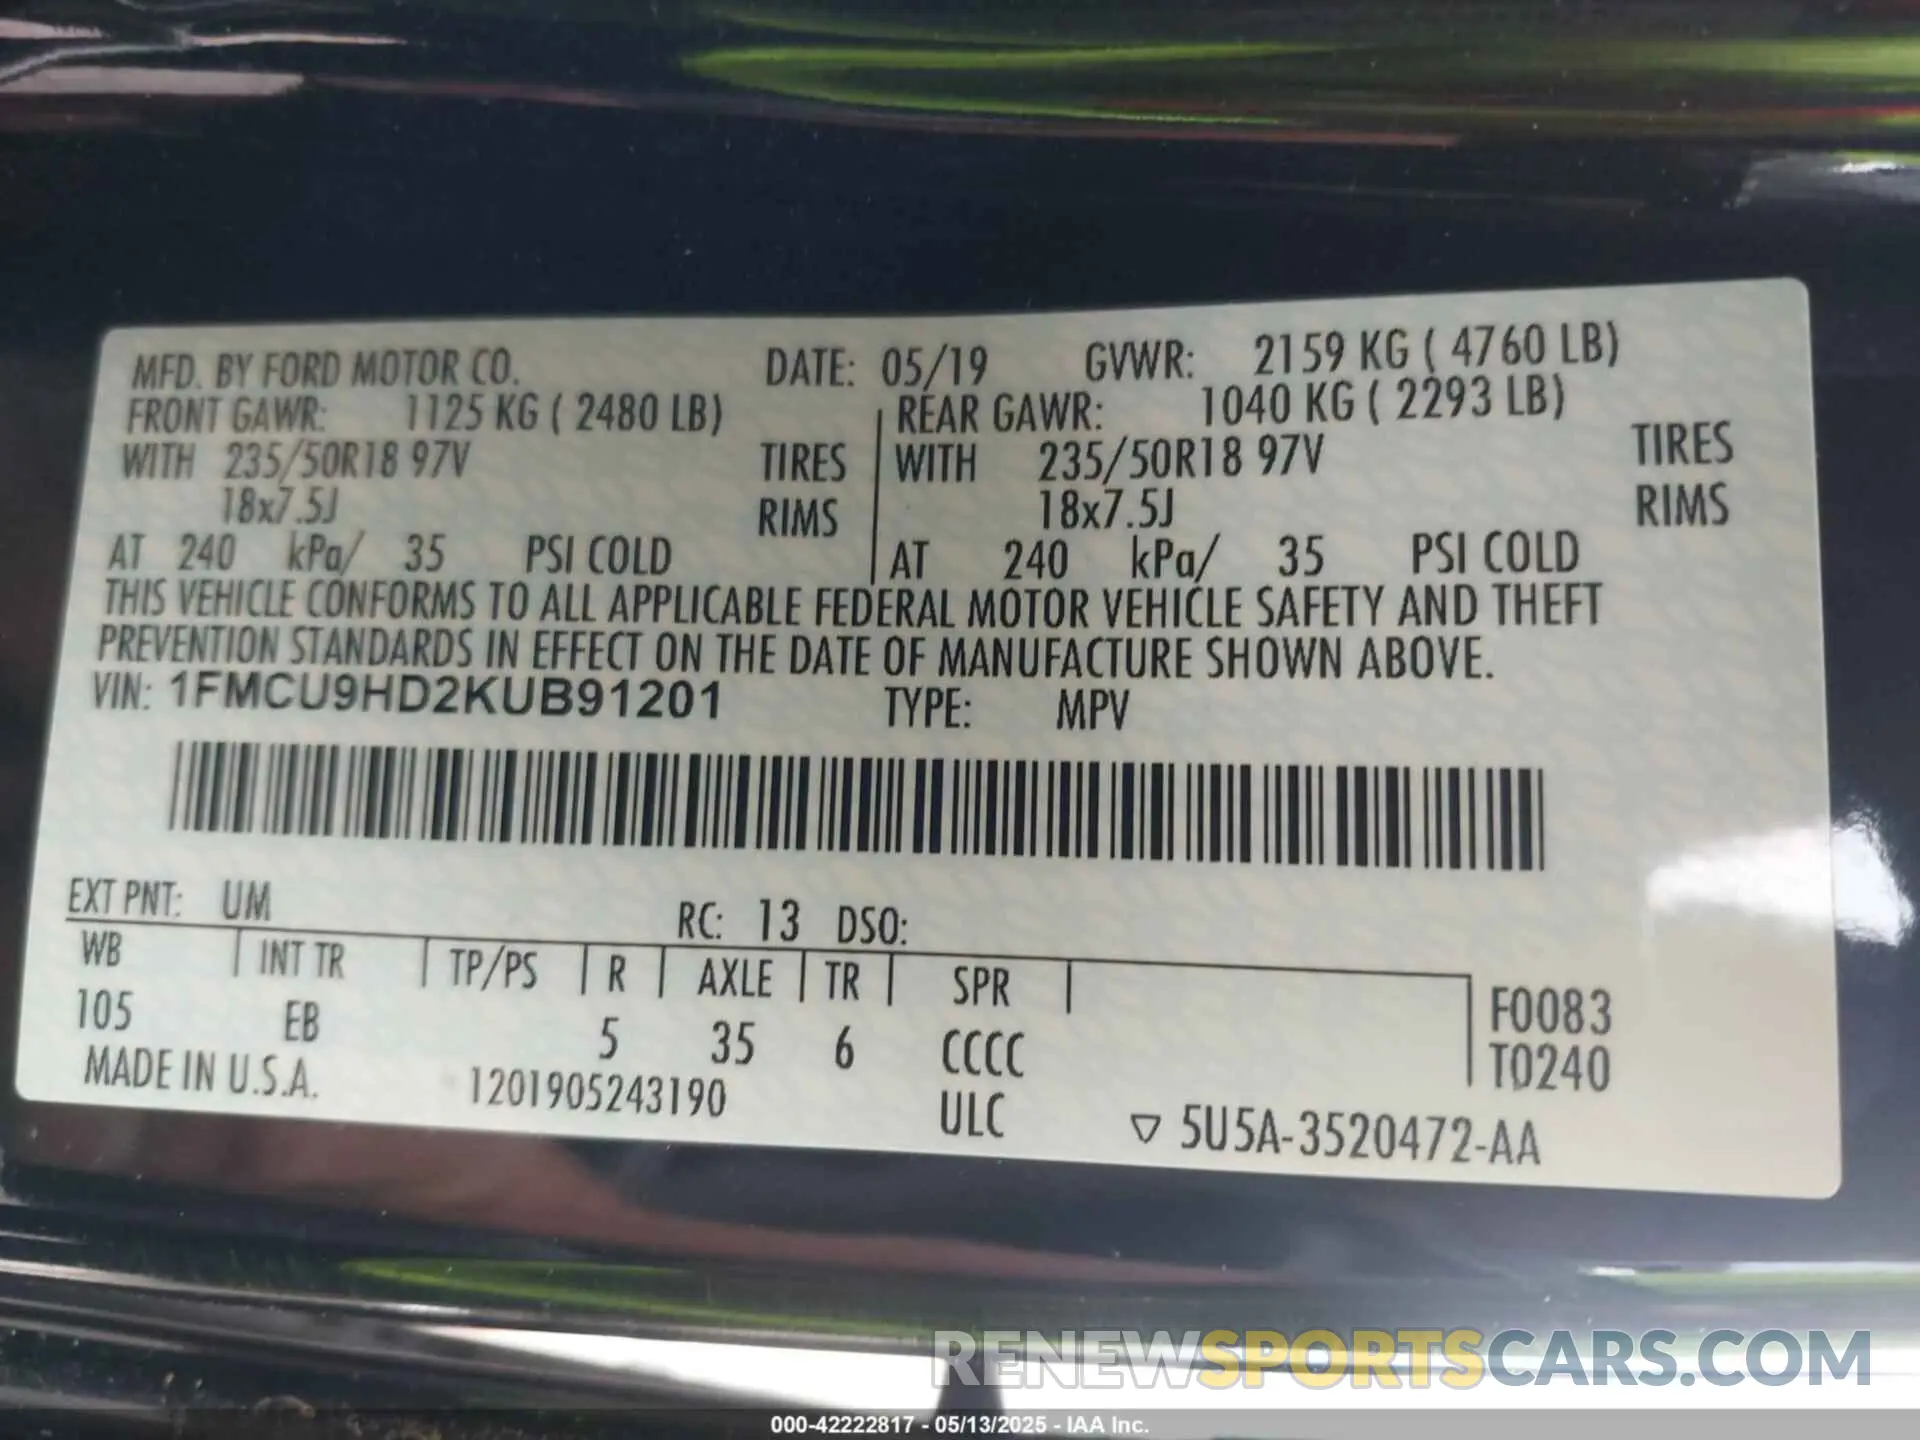 MFD. BY FORD MOTOR CO. DATE: 05/19 GVWR: 2159 KG ( 4760 LB)
FRONT GAWR: 1125 KG ( 2480 LB) REAR GAWR: 1040 KG ( 2293 LB)
WITH 235/50R18 97V TIRES WITH 235/50R18 97V TIRES
18x7.5J RIMS 18x7.5J RIMS
AT 240 kPa/ 35 PSI COLD AT 240 kPa/ 35 PSI COLD
THIS VEHICLE CONFORMS TO ALL APPLICABLE FEDERAL MOTOR VEHICLE SAFETY AND THEFT
PREVENTION STANDARDS IN EFFECT ON THE DATE OF MANUFACTURE SHOWN ABOVE.
VIN: 1FMCU9HD2KUB91201 TYPE: MPV
EXT PNT: UM RC: 13 DSO:
WB INT TR TP/PS R AXLE TR SPR
105 EB 5 35 6 CCCC
F0083
T0240
MADE IN U.S.A. 1201905243190 ULC ▽ 5U5A-3520472-AA
RENEWSPORTSCARS.COM
000-42222817 - 05/13/2025 - IAA Inc.